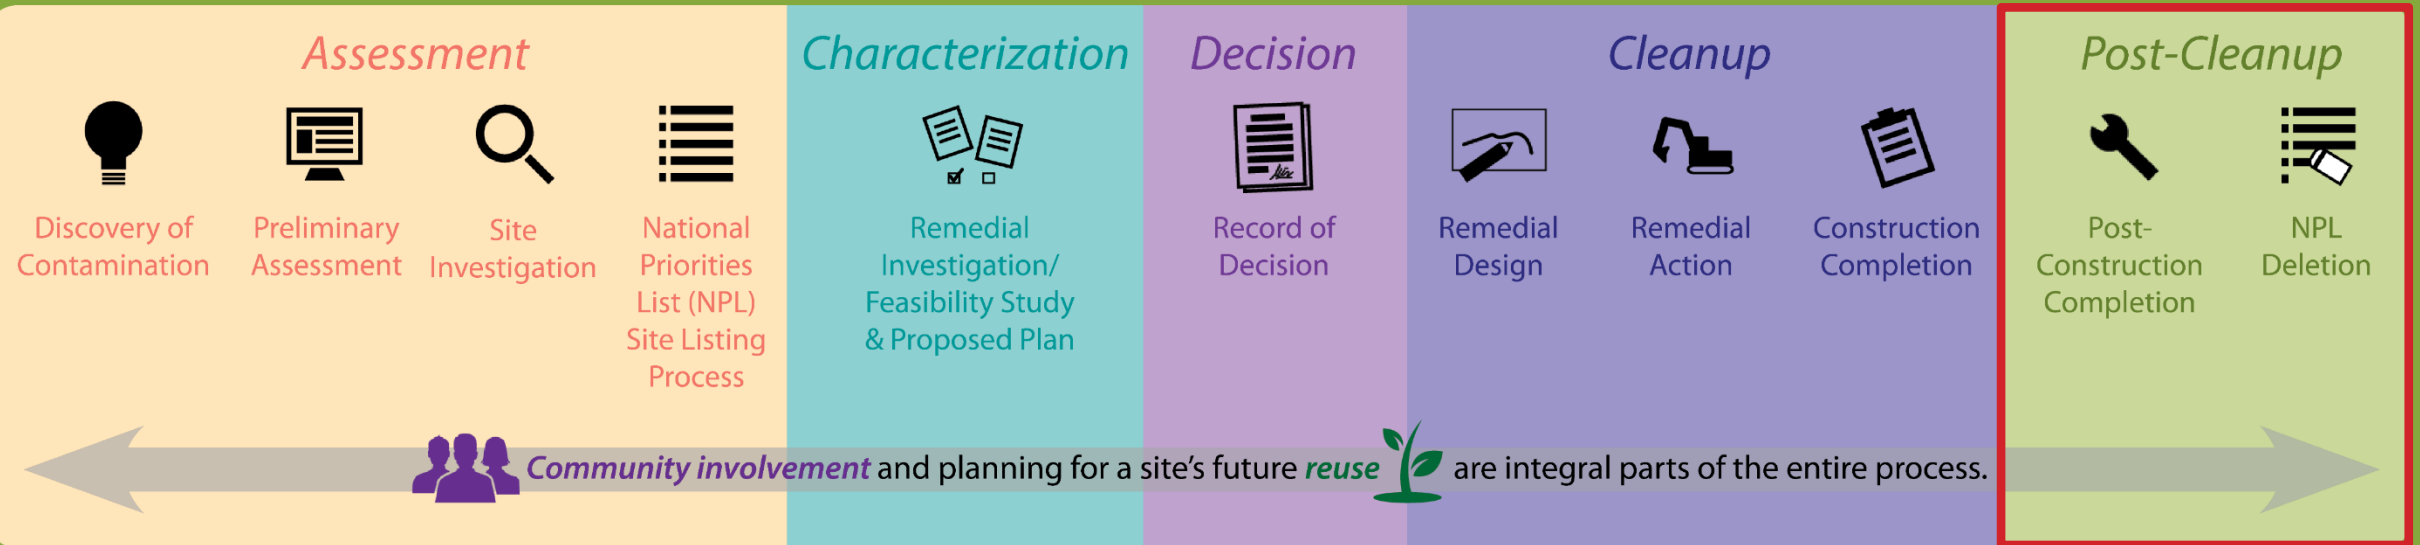 Assessment
Discovery of
Contamination
Preliminary
Assessment
Site
Investigation
National
Priorities
List (NPL)
Site Listing
Process
Characterization
Remedial
Investigation/
Feasibility Study
& Proposed Plan
Decision
Record of
Decision
Cleanup
Remedial
Design
Remedial
Action
Construction
Completion
Post-Cleanup
Post-
Construction
Completion
NPL
Deletion
Community involvement and planning for a site's future reuse are integral parts of the entire process.